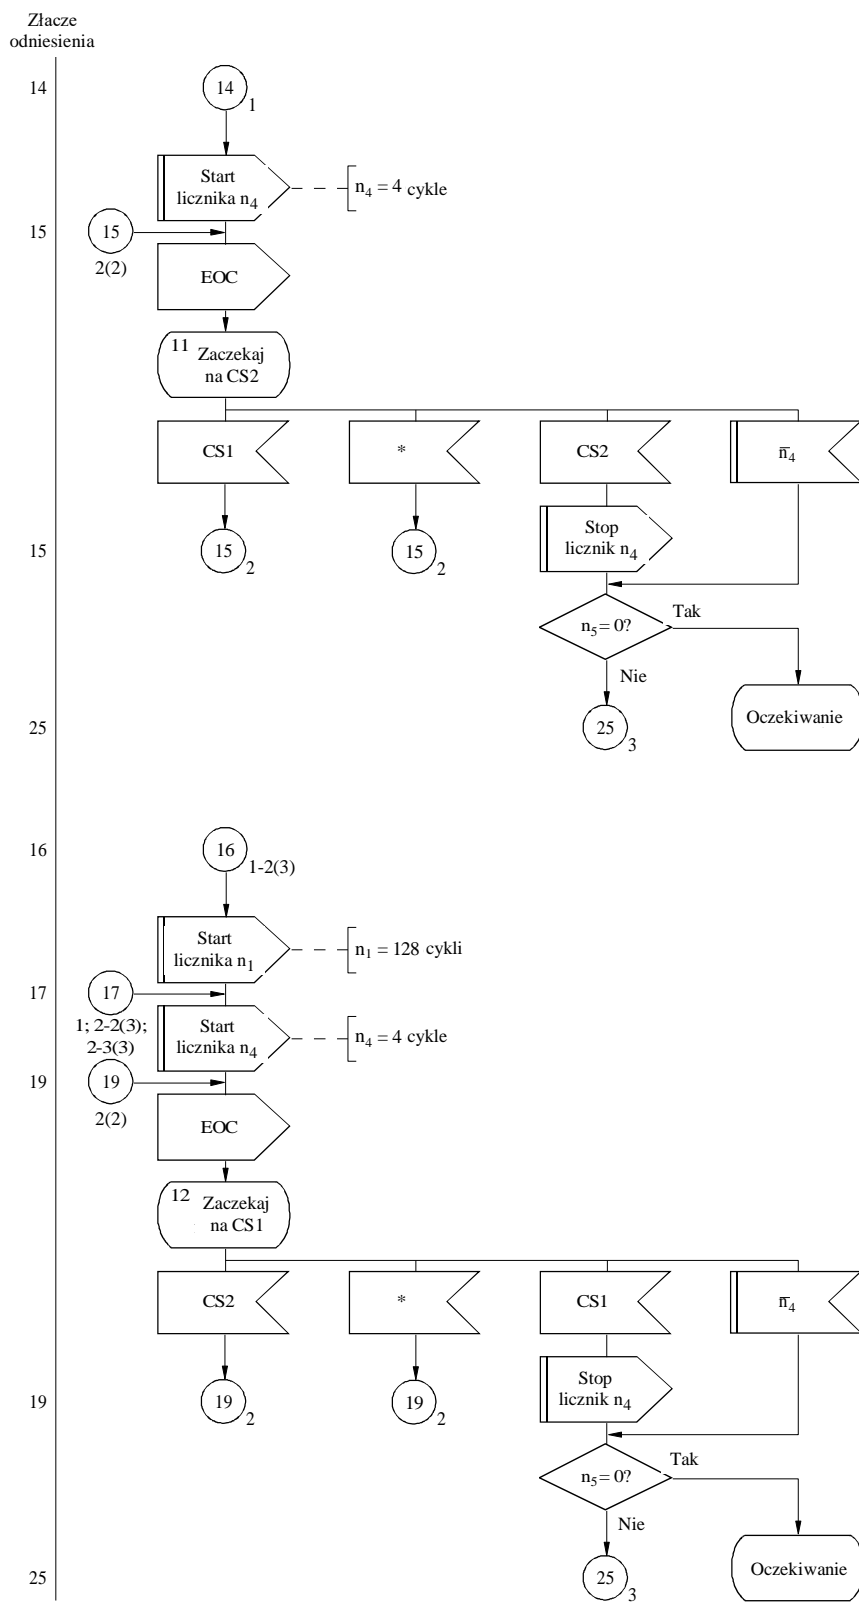 Złacze
odniesienia
14
14
1
Start
licznika n4
n4 = 4 cykle
15
15
2(2)
EOC
11 Zaczekaj
na CS2
CS1
*
CS2
n̅4
Stop
licznik n4
15
15
2
15
2
n5 = 0?
Tak
Nie
Oczekiwanie
25
25
3
16
16
1-2(3)
Start
licznika n1
n1 = 128 cykli
17
17
1; 2-2(3);
2-3(3)
Start
licznika n4
n4 = 4 cykle
19
19
2(2)
EOC
12 Zaczekaj
na CS1
CS2
*
CS1
n̅4
Stop
licznik n4
19
19
2
19
2
n5 = 0?
Tak
Nie
Oczekiwanie
25
25
3